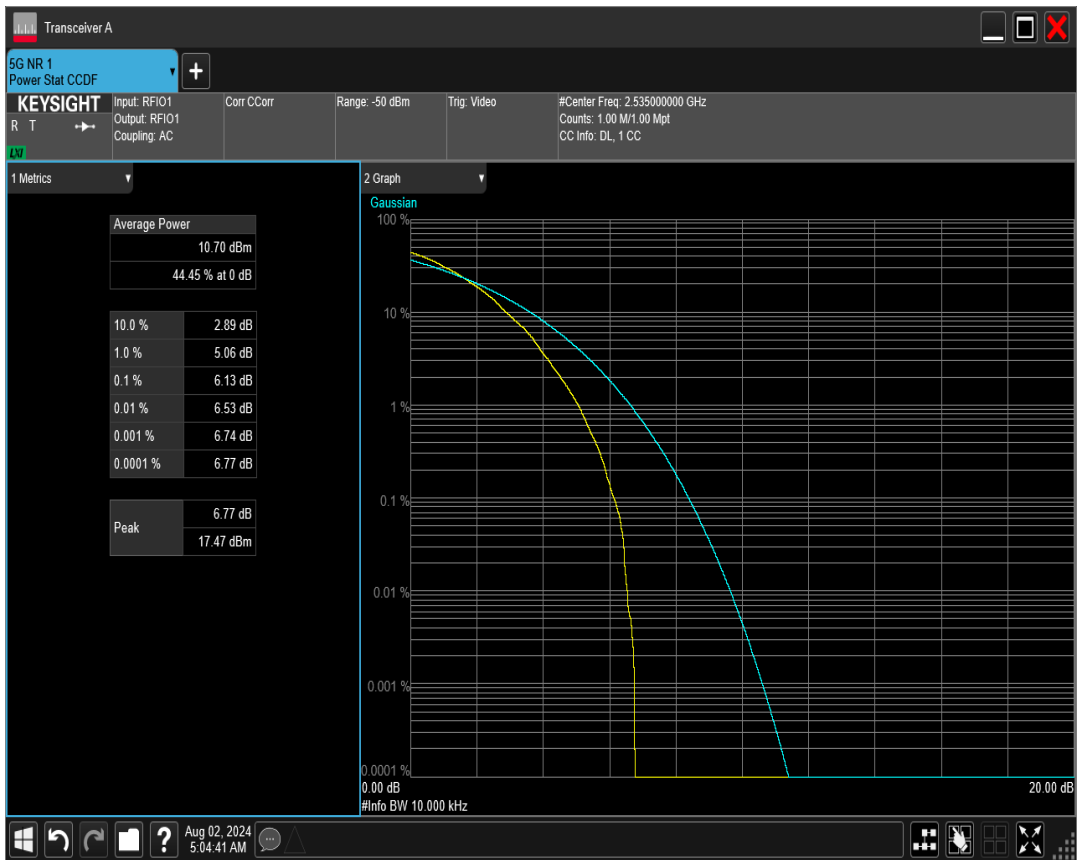 Transceiver A
5G NR 1
Power Stat CCDF
+
KEYSIGHT
R T
LXI
Input: RFIO1
Output: RFIO1
Coupling: AC
Corr CCorr
Range: -50 dBm
Trig: Video
#Center Freq: 2.535000000 GHz
Counts: 1.00 M/1.00 Mpt
CC Info: DL, 1 CC
1 Metrics
Average Power
10.70 dBm
44.45 % at 0 dB
10.0 % 2.89 dB
1.0 % 5.06 dB
0.1 % 6.13 dB
0.01 % 6.53 dB
0.001 % 6.74 dB
0.0001 % 6.77 dB
Peak 6.77 dB
17.47 dBm
2 Graph
Gaussian
100 %
10 %
1 %
0.1 %
0.01 %
0.001 %
0.0001 %
0.00 dB 20.00 dB
#Info BW 10.000 kHz
? Aug 02, 2024
5:04:41 AM